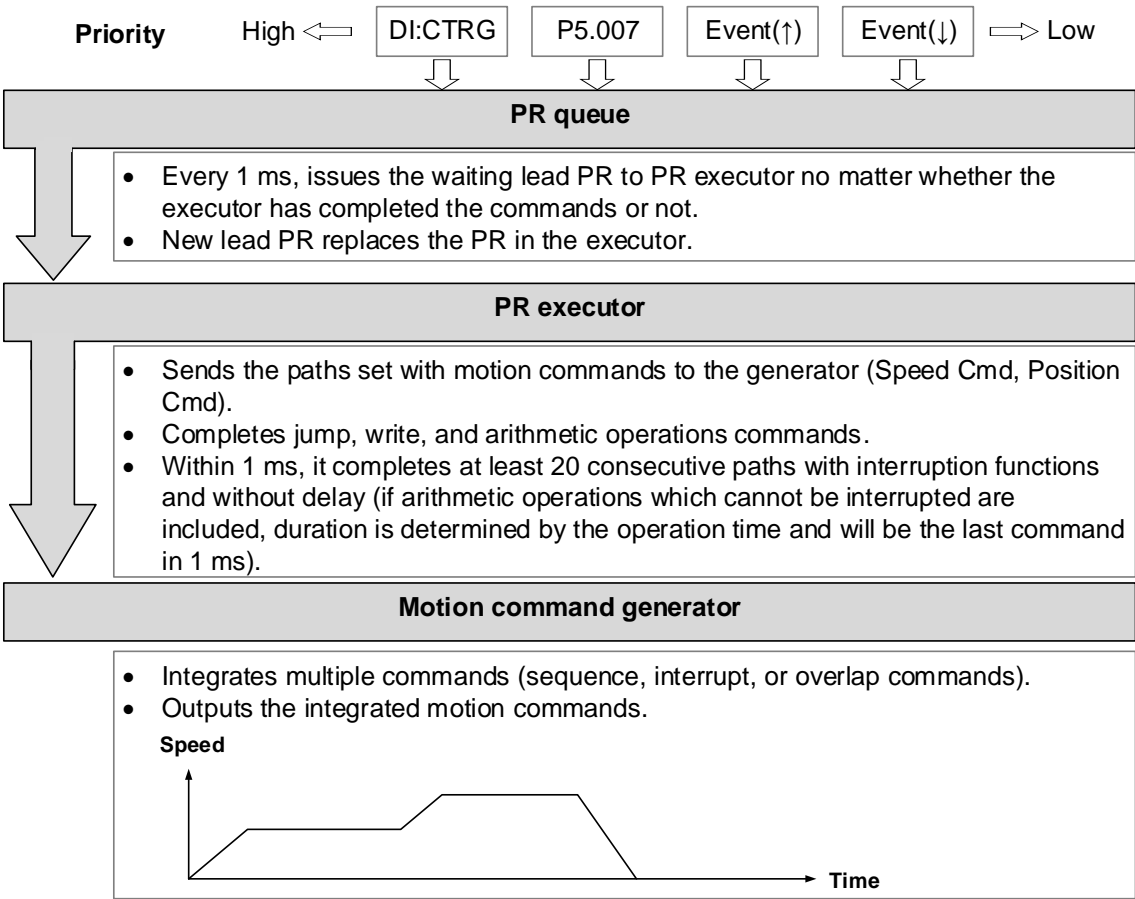 Priority High DI:CTRG P5.007 Event(↑) Event(↓) Low
PR queue
• Every 1 ms, issues the waiting lead PR to PR executor no matter whether the
executor has completed the commands or not.
• New lead PR replaces the PR in the executor.
PR executor
• Sends the paths set with motion commands to the generator (Speed Cmd, Position
Cmd).
• Completes jump, write, and arithmetic operations commands.
• Within 1 ms, it completes at least 20 consecutive paths with interruption functions
and without delay (if arithmetic operations which cannot be interrupted are
included, duration is determined by the operation time and will be the last command
in 1 ms).
Motion command generator
• Integrates multiple commands (sequence, interrupt, or overlap commands).
• Outputs the integrated motion commands.
Speed
Time